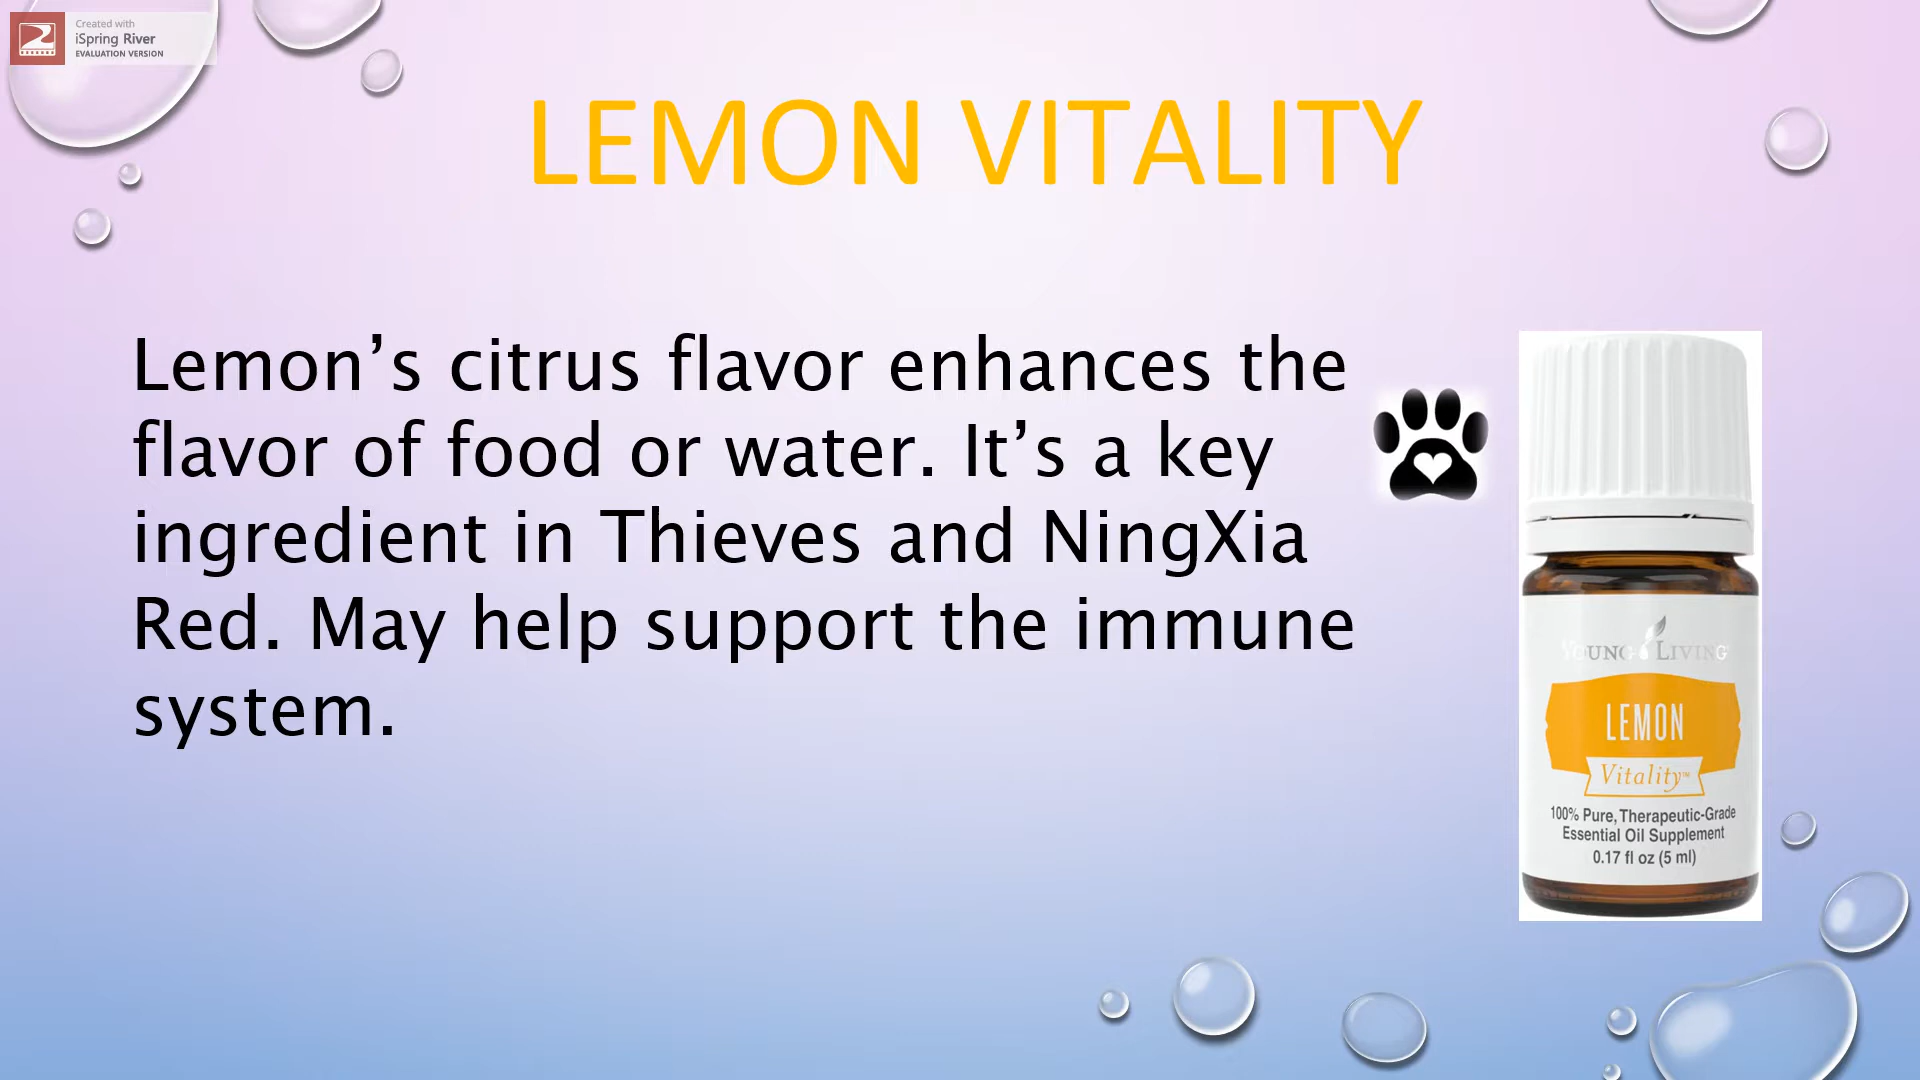 Created with
iSpring River
EVALUATION VERSION
LEMON VITALITY
Lemon’s citrus flavor enhances the
flavor of food or water. It’s a key
ingredient in Thieves and NingXia
Red. May help support the immune
system.
YOUNG LIVING
LEMON
Vitality™
100% Pure, Therapeutic-Grade
Essential Oil Supplement
0.17 fl oz (5 ml)